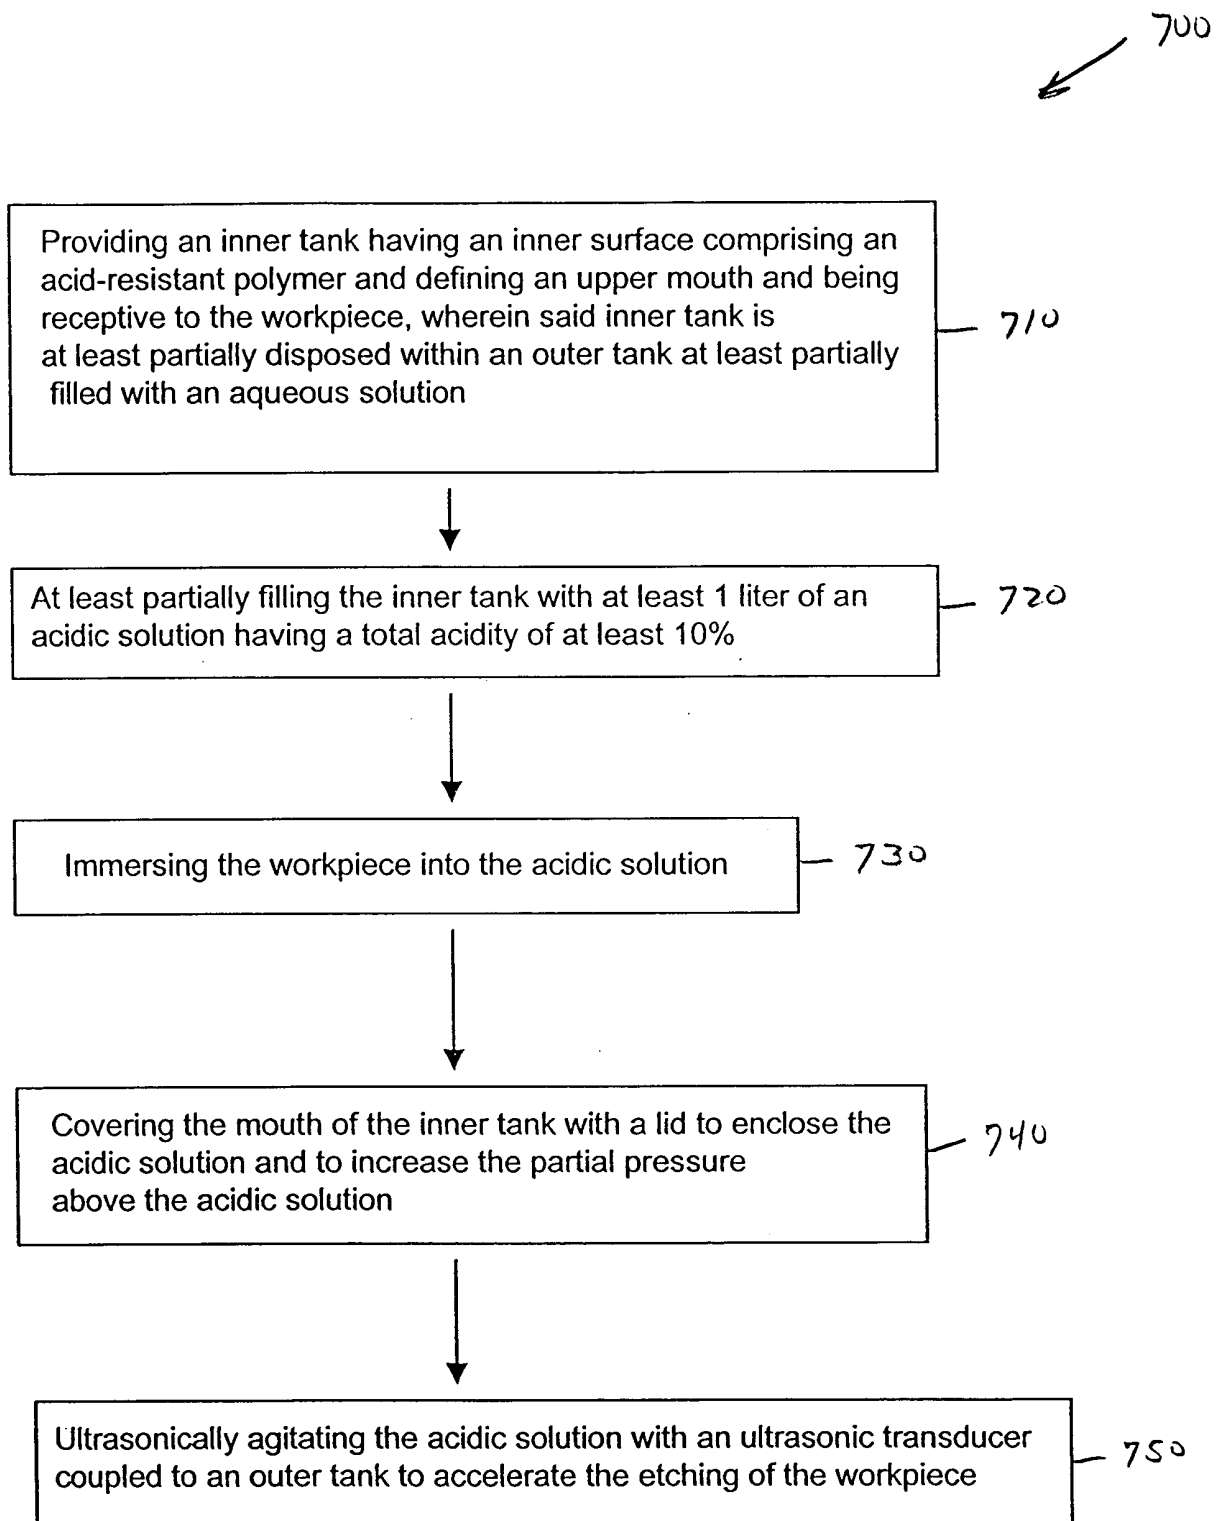 700
Providing an inner tank having an inner surface comprising an
acid-resistant polymer and defining an upper mouth and being
receptive to the workpiece, wherein said inner tank is
at least partially disposed within an outer tank at least partially
filled with an aqueous solution
710
At least partially filling the inner tank with at least 1 liter of an
acidic solution having a total acidity of at least 10%
720
Immersing the workpiece into the acidic solution
730
Covering the mouth of the inner tank with a lid to enclose the
acidic solution and to increase the partial pressure
above the acidic solution
740
Ultrasonically agitating the acidic solution with an ultrasonic transducer
coupled to an outer tank to accelerate the etching of the workpiece
750